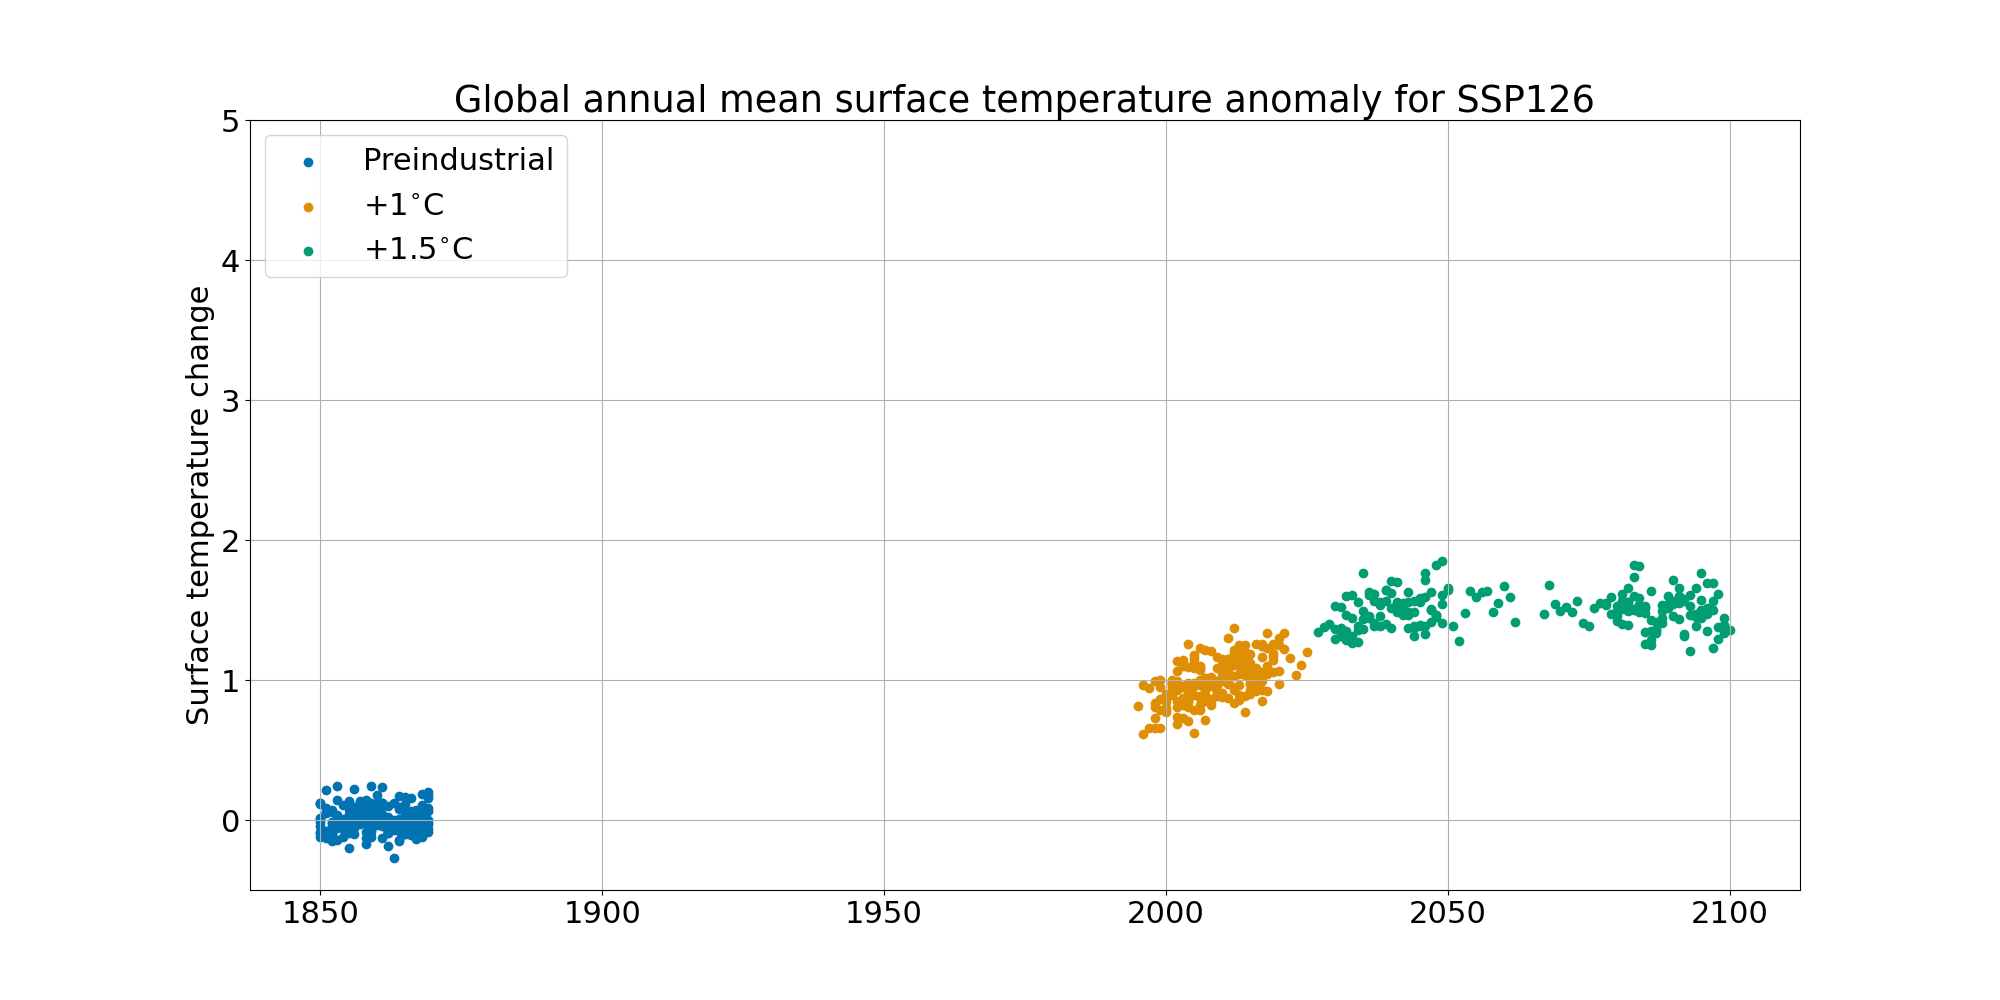 Global annual mean surface temperature anomaly for SSP126
Surface temperature change
5
4
3
2
1
0
Preindustrial
+1°C
+1.5°C
1850 1900 1950 2000 2050 2100